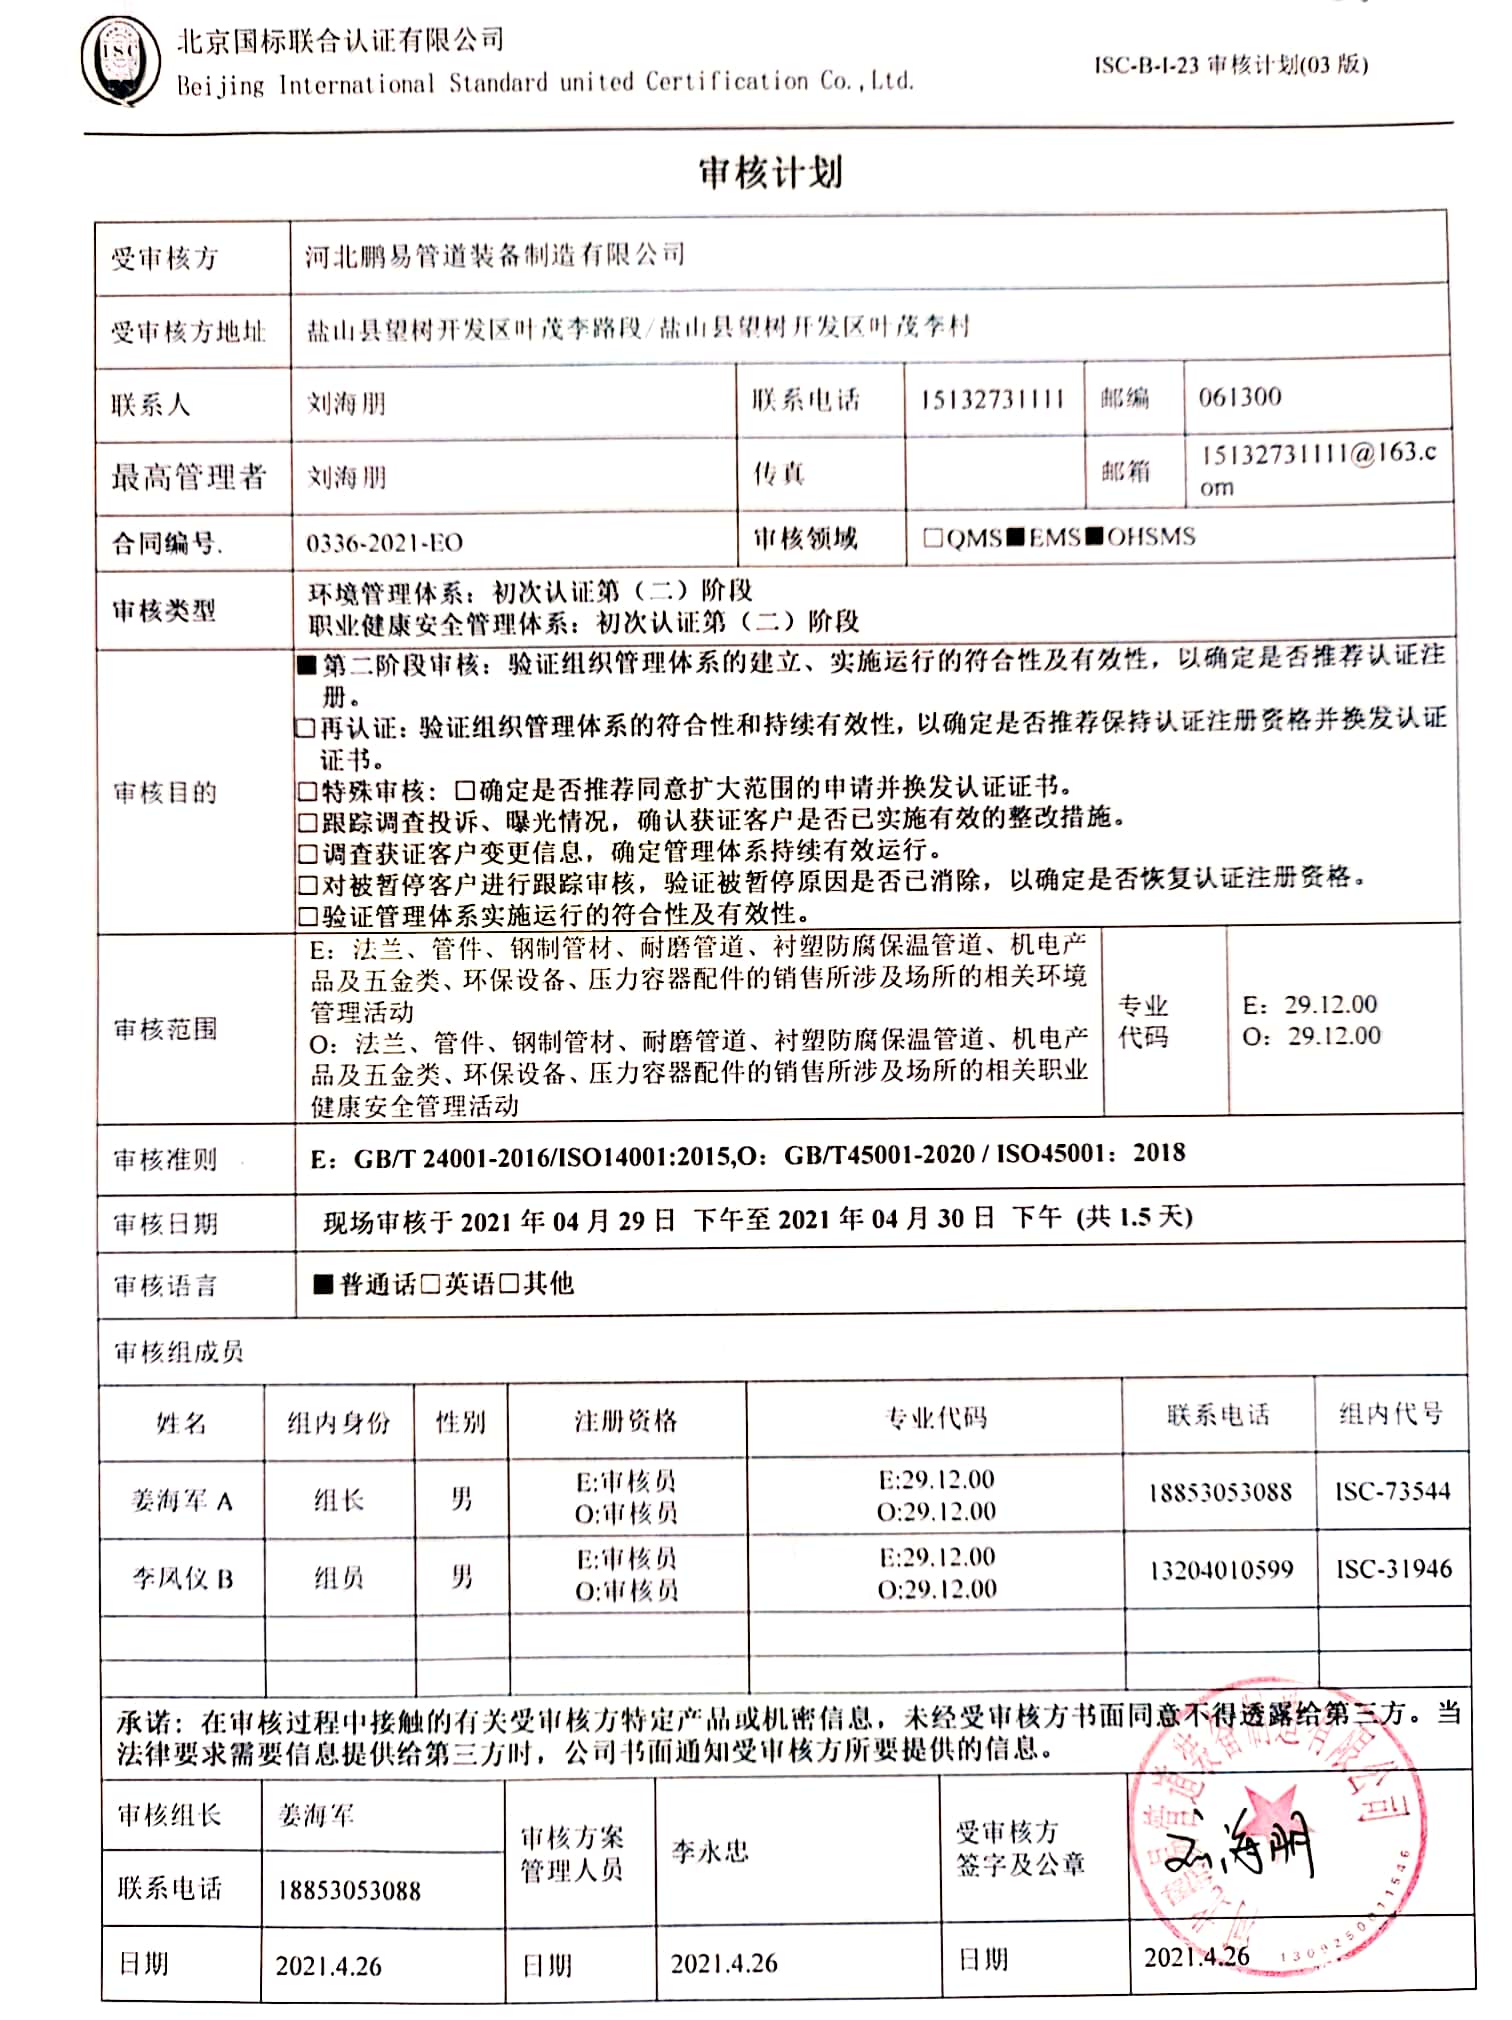 ISC
北京国标联合认证有限公司
Beijing International Standard united Certification Co.,Ltd.
ISC-B-I-23 审核计划(03 版)
审核计划
受审核方 河北鹏易管道装备制造有限公司
受审核方地址 盐山县望树开发区叶茂李路段/盐山县望树开发区叶茂李村
联系人 刘海朋 联系电话 15132731111 邮编 061300
最高管理者 刘海朋 传真 邮箱 15132731111@163.c
om
合同编号. 0336-2021-EO 审核领域 □QMS■EMS■OHSMS
审核类型 环境管理体系：初次认证第（二）阶段
职业健康安全管理体系：初次认证第（二）阶段
审核目的
■第二阶段审核：验证组织管理体系的建立、实施运行的符合性及有效性，以确定是否推荐认证注
册。
□再认证：验证组织管理体系的符合性和持续有效性，以确定是否推荐保持认证注册资格并换发认证
证书。
□特殊审核：□确定是否推荐同意扩大范围的申请并换发认证证书。
□跟踪调查投诉、曝光情况，确认获证客户是否已实施有效的整改措施。
□调查获证客户变更信息，确定管理体系持续有效运行。
□对被暂停客户进行跟踪审核，验证被暂停原因是否已消除，以确定是否恢复认证注册资格。
□验证管理体系实施运行的符合性及有效性。
审核范围
E：法兰、管件、钢制管材、耐磨管道、衬塑防腐保温管道、机电产
品及五金类、环保设备、压力容器配件的销售所涉及场所的相关环境
管理活动
O：法兰、管件、钢制管材、耐磨管道、衬塑防腐保温管道、机电产
品及五金类、环保设备、压力容器配件的销售所涉及场所的相关职业
健康安全管理活动
专业
代码
E：29.12.00
O：29.12.00
审核准则 E：GB/T 24001-2016/ISO14001:2015,O：GB/T45001-2020 / ISO45001：2018
审核日期 现场审核于 2021 年 04 月 29 日 下午至 2021 年 04 月 30 日 下午 (共 1.5 天)
审核语言 ■普通话□英语□其他
审核组成员
姓名 组内身份 性别 注册资格 专业代码 联系电话 组内代号
姜海军 A 组长 男 E:审核员 E:29.12.00 18853053088 ISC-73544
O:审核员 O:29.12.00
李凤仪 B 组员 男 E:审核员 E:29.12.00 13204010599 ISC-31946
O:审核员 O:29.12.00
承诺：在审核过程中接触的有关受审核方特定产品或机密信息，未经受审核方书面同意不得透露给第三方。当
法律要求需要信息提供给第三方时，公司书面通知受审核方所要提供的信息。
审核组长 姜海军
联系电话 18853053088
审核方案
管理人员
李永忠
受审核方
签字及公章
刘海朋
河北鹏易管道装备制造有限公司
1309250011546
日期 2021.4.26 日期 2021.4.26 日期 2021.4.26